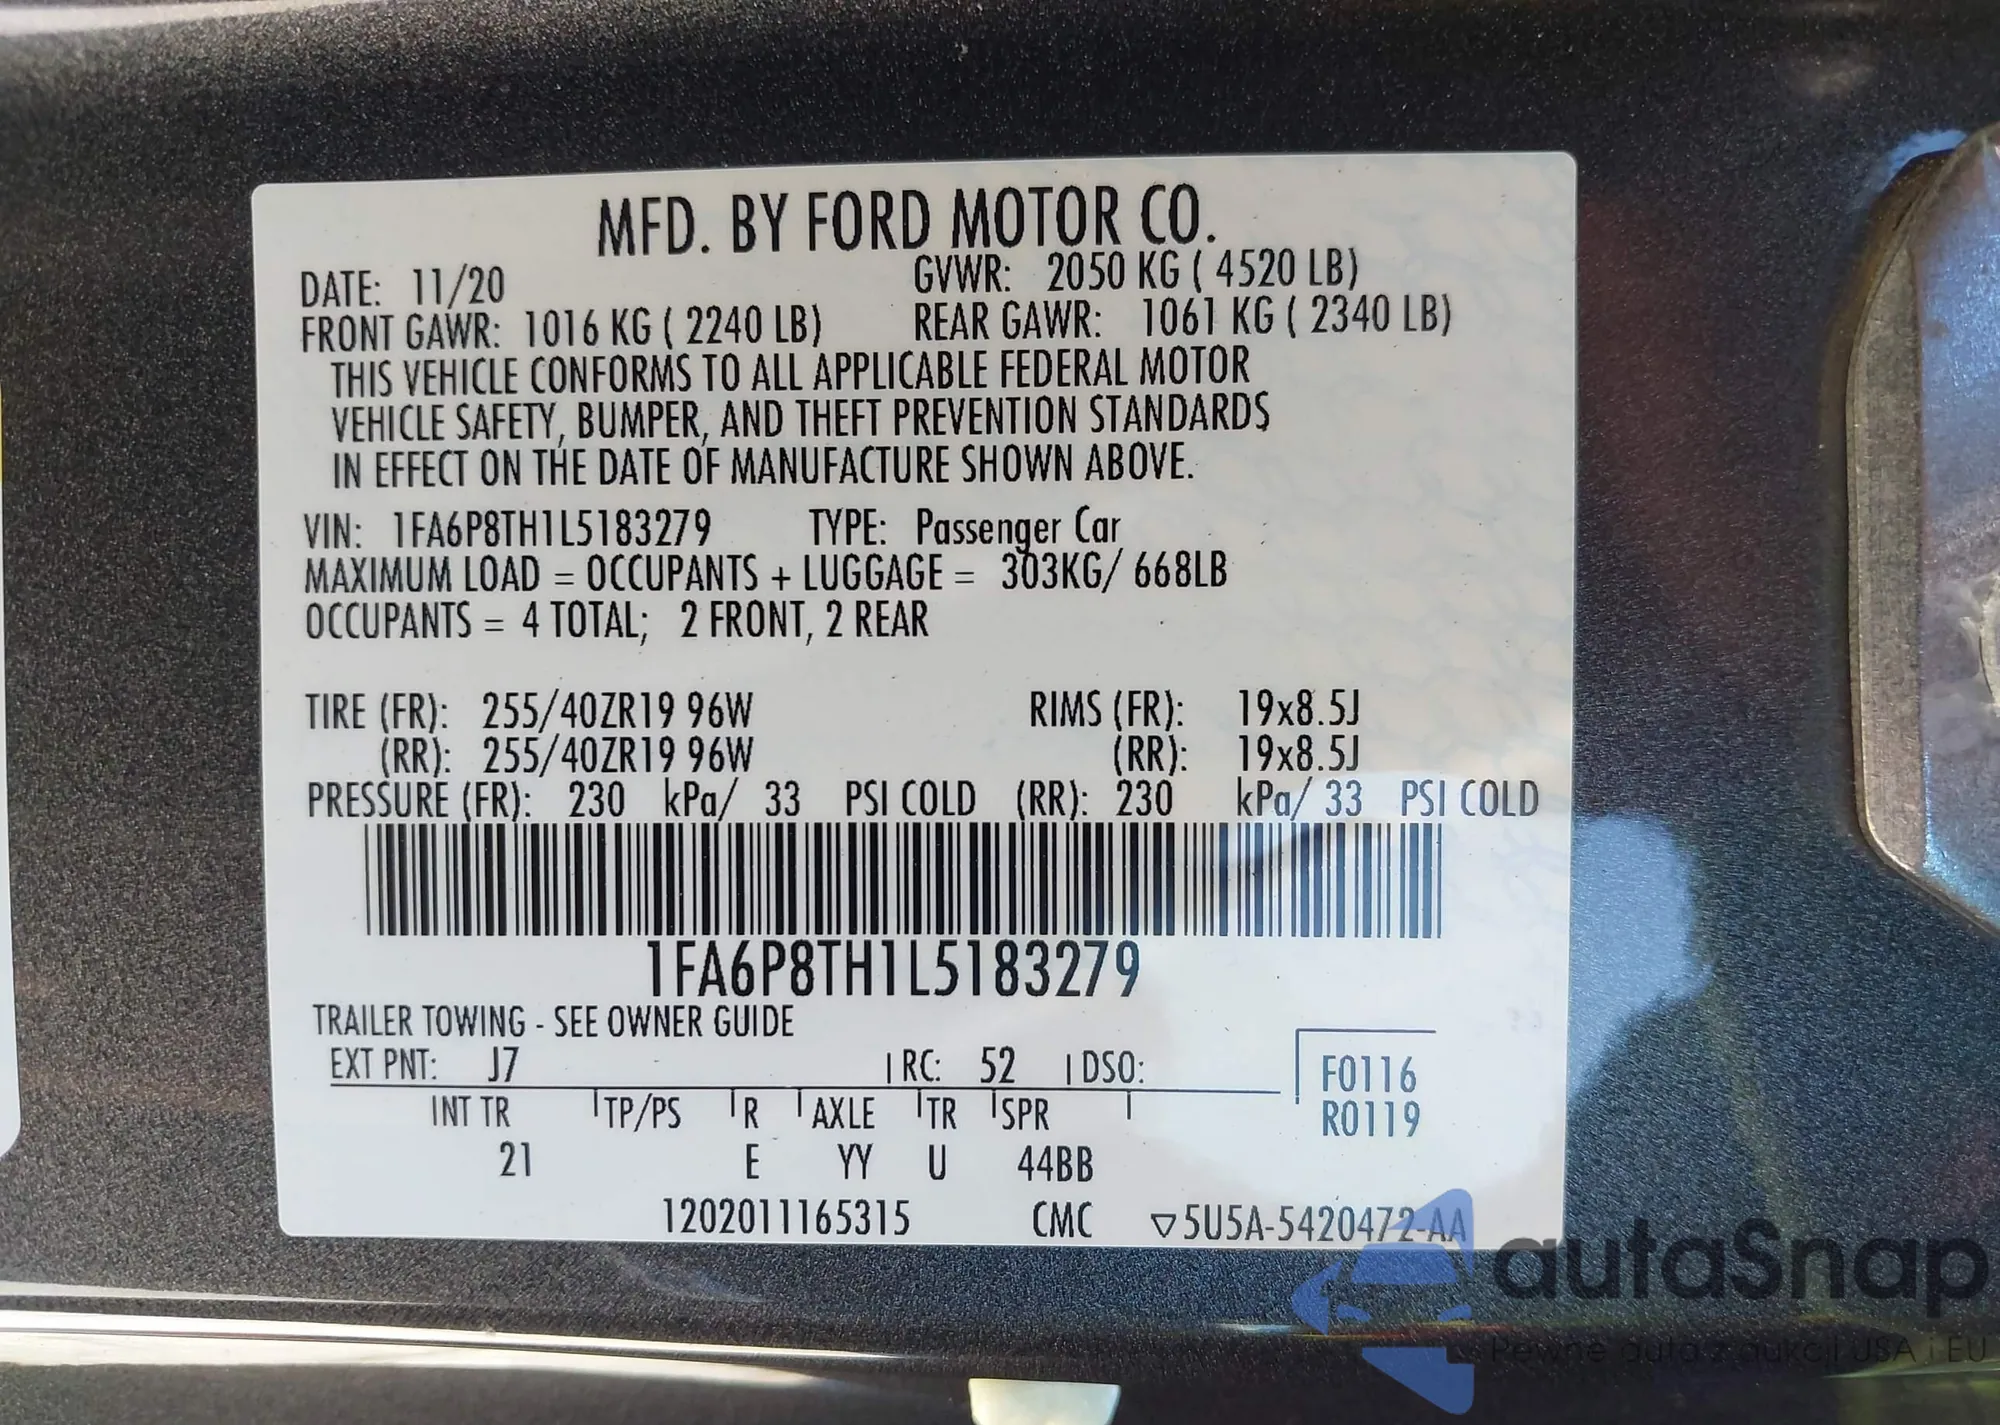 MFD. BY FORD MOTOR CO.
DATE: 11/20 GVWR: 2050 KG ( 4520 LB)
FRONT GAWR: 1016 KG ( 2240 LB) REAR GAWR: 1061 KG ( 2340 LB)
THIS VEHICLE CONFORMS TO ALL APPLICABLE FEDERAL MOTOR
VEHICLE SAFETY, BUMPER, AND THEFT PREVENTION STANDARDS
IN EFFECT ON THE DATE OF MANUFACTURE SHOWN ABOVE.
VIN: 1FA6P8TH1L5183279 TYPE: Passenger Car
MAXIMUM LOAD = OCCUPANTS + LUGGAGE = 303KG/ 668LB
OCCUPANTS = 4 TOTAL; 2 FRONT, 2 REAR
TIRE (FR): 255/40ZR19 96W RIMS (FR): 19x8.5J
(RR): 255/40ZR19 96W (RR): 19x8.5J
PRESSURE (FR): 230 kPa/ 33 PSI COLD (RR): 230 kPa/ 33 PSI COLD
1FA6P8TH1L5183279
TRAILER TOWING - SEE OWNER GUIDE
EXT PNT: J7 RC: 52 DSO: F0116
INT TR TP/PS R AXLE TR SPR R0119
21 E YY U 44BB
1202011165315 CMC ▽5U5A-5420472-AA
autaSnap
Pewne auta z aukcji USA i EU